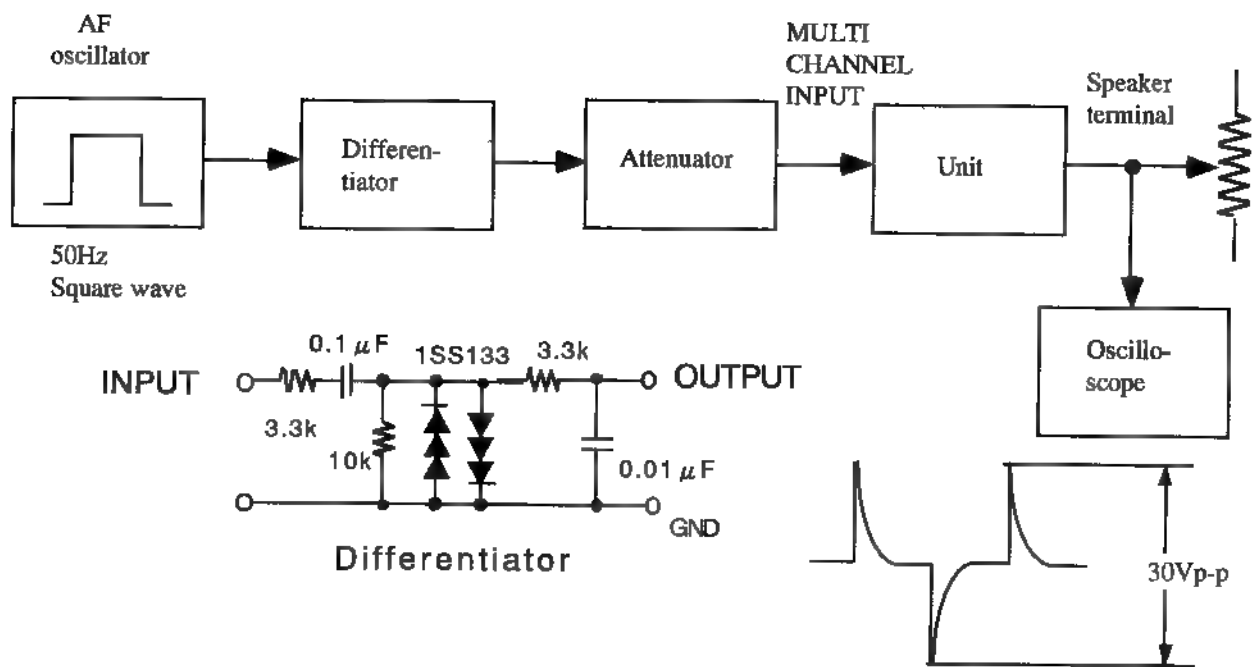 AF
oscillator
MULTI
CHANNEL
INPUT
Speaker
terminal
Differen-
tiator
Attenuator
Unit
50Hz
Square wave
Oscillo-
scope
0.1 μF
1SS133
3.3k
INPUT
OUTPUT
3.3k
10k
0.01 μF
GND
Differentiator
30Vp-p